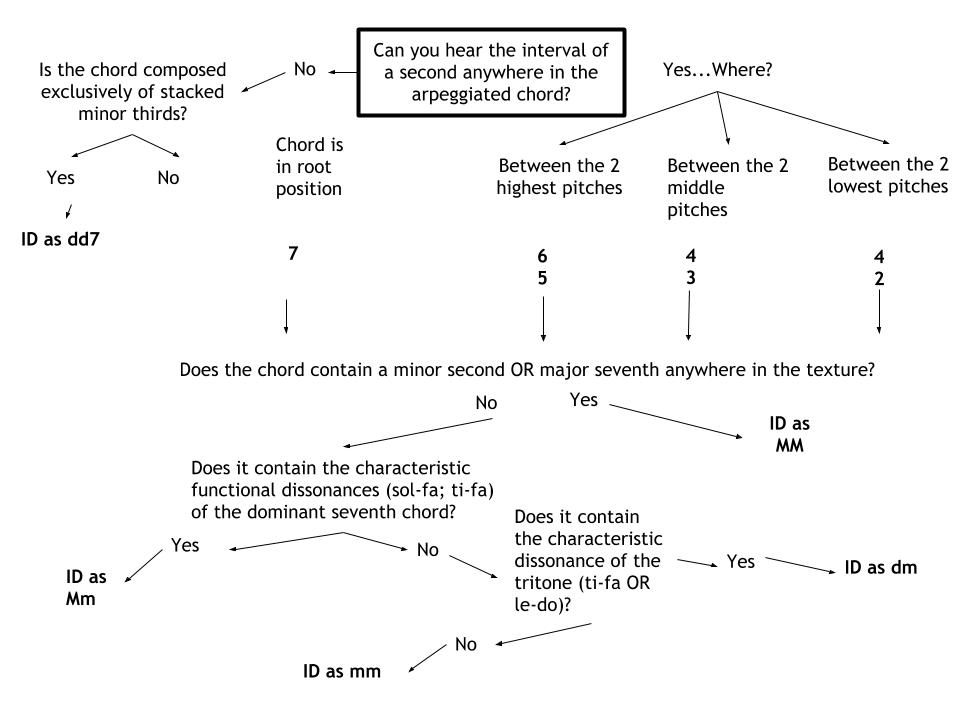 Can you hear the interval of
a second anywhere in the
arpeggiated chord?
No
Is the chord composed
exclusively of stacked
minor thirds?
Yes
No
ID as dd7
Chord is
in root
position
7
Yes...Where?
Between the 2
highest pitches
6
5
Between the 2
middle
pitches
4
3
Between the 2
lowest pitches
4
2
Does the chord contain a minor second OR major seventh anywhere in the texture?
No
Yes
ID as
MM
Does it contain the characteristic
functional dissonances (sol-fa; ti-fa)
of the dominant seventh chord?
Yes
ID as
Mm
No
Does it contain
the characteristic
dissonance of the
tritone (ti-fa OR
le-do)?
Yes
ID as dm
No
ID as mm